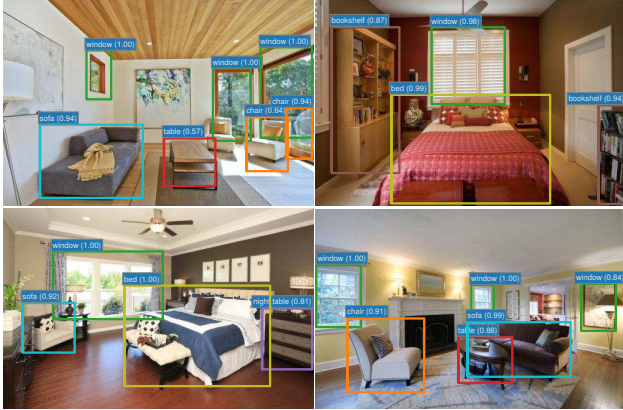 window (1.00)
window (1.00)
window (1.00)
chair (0.94)
chair (0.64)
sofa (0.94)
table (0.57)
bookshelf (0.87)
window (0.98)
bed (0.99)
bookshelf (0.94)
window (1.00)
bed (1.00)
sofa (0.92)
night table (0.81)
window (1.00)
window (1.00)
window (0.84)
chair (0.91)
sofa (0.99)
table (0.88)